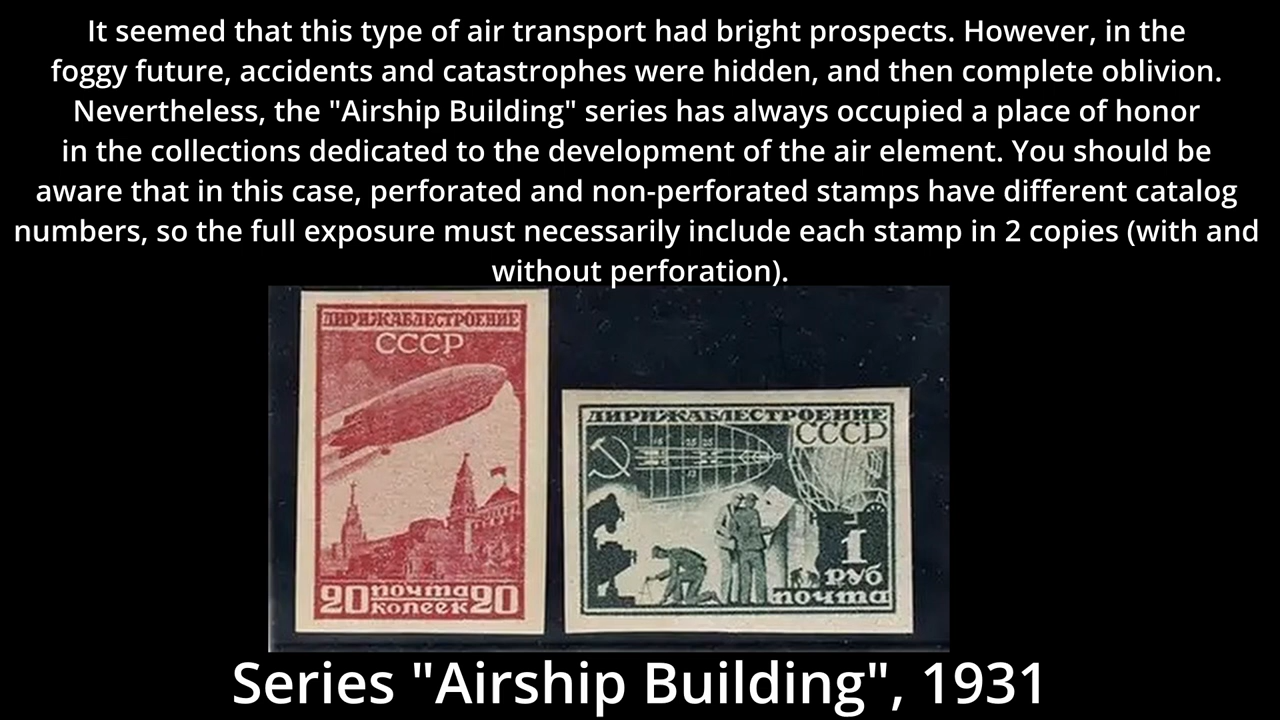 It seemed that this type of air transport had bright prospects. However, in the
foggy future, accidents and catastrophes were hidden, and then complete oblivion.
Nevertheless, the "Airship Building" series has always occupied a place of honor
in the collections dedicated to the development of the air element. You should be
aware that in this case, perforated and non-perforated stamps have different catalog
numbers, so the full exposure must necessarily include each stamp in 2 copies (with and
without perforation).
ДИРИЖАБЛЕСТРОЕНИЕ
СССР
20 почта 20
копеек
ДИРИЖАБЛЕСТРОЕНИЕ
СССР
1
РУБ
почта
Series "Airship Building", 1931